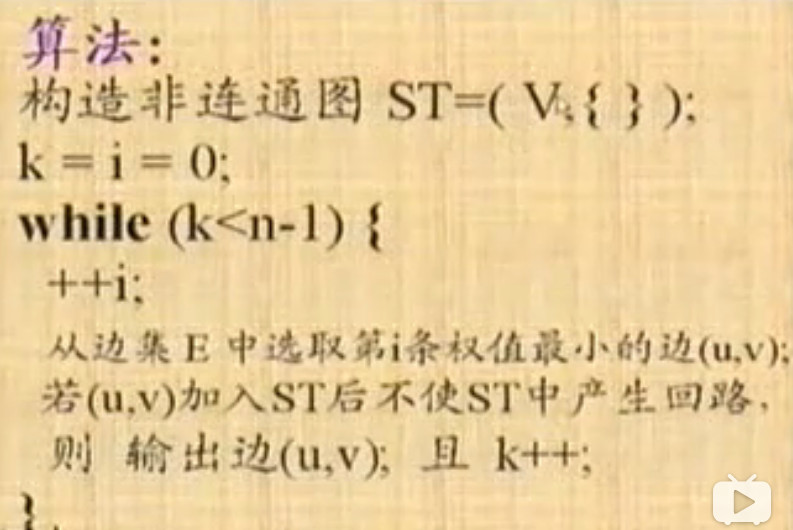 算法:
构造非连通图 ST=( V,{ } );
k = i = 0;
while (k<n-1) {
++i;
从边集 E 中选取第i条权值最小的边(u,v);
若(u,v)加入ST后不使ST中产生回路,
则 输出边(u,v); 且 k++;
}